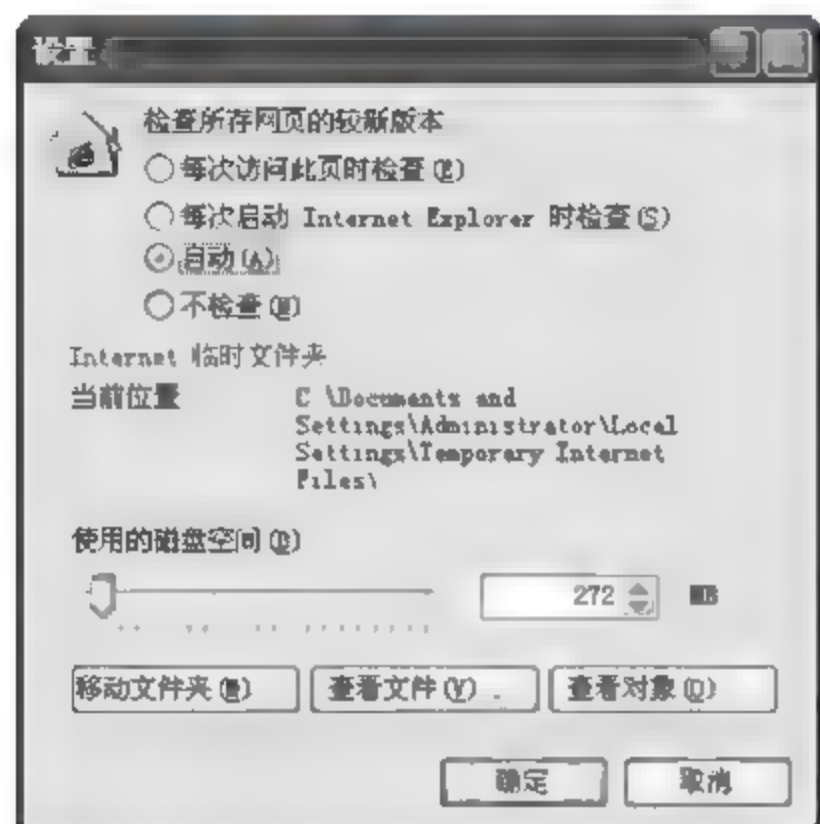 设置
检查所存网页的较新版本
每次访问此页时检查(E)
每次启动 Internet Explorer 时检查(S)
启动(A)
不检查(N)
Internet 临时文件夹
当前位置
C \Documents and
Settings\Administrator\Local
Settings\Temporary Internet
Files\
使用的磁盘空间(D)
272 MB
移动文件夹(M)
查看文件(V) .
查看对象(O)
确定
取消